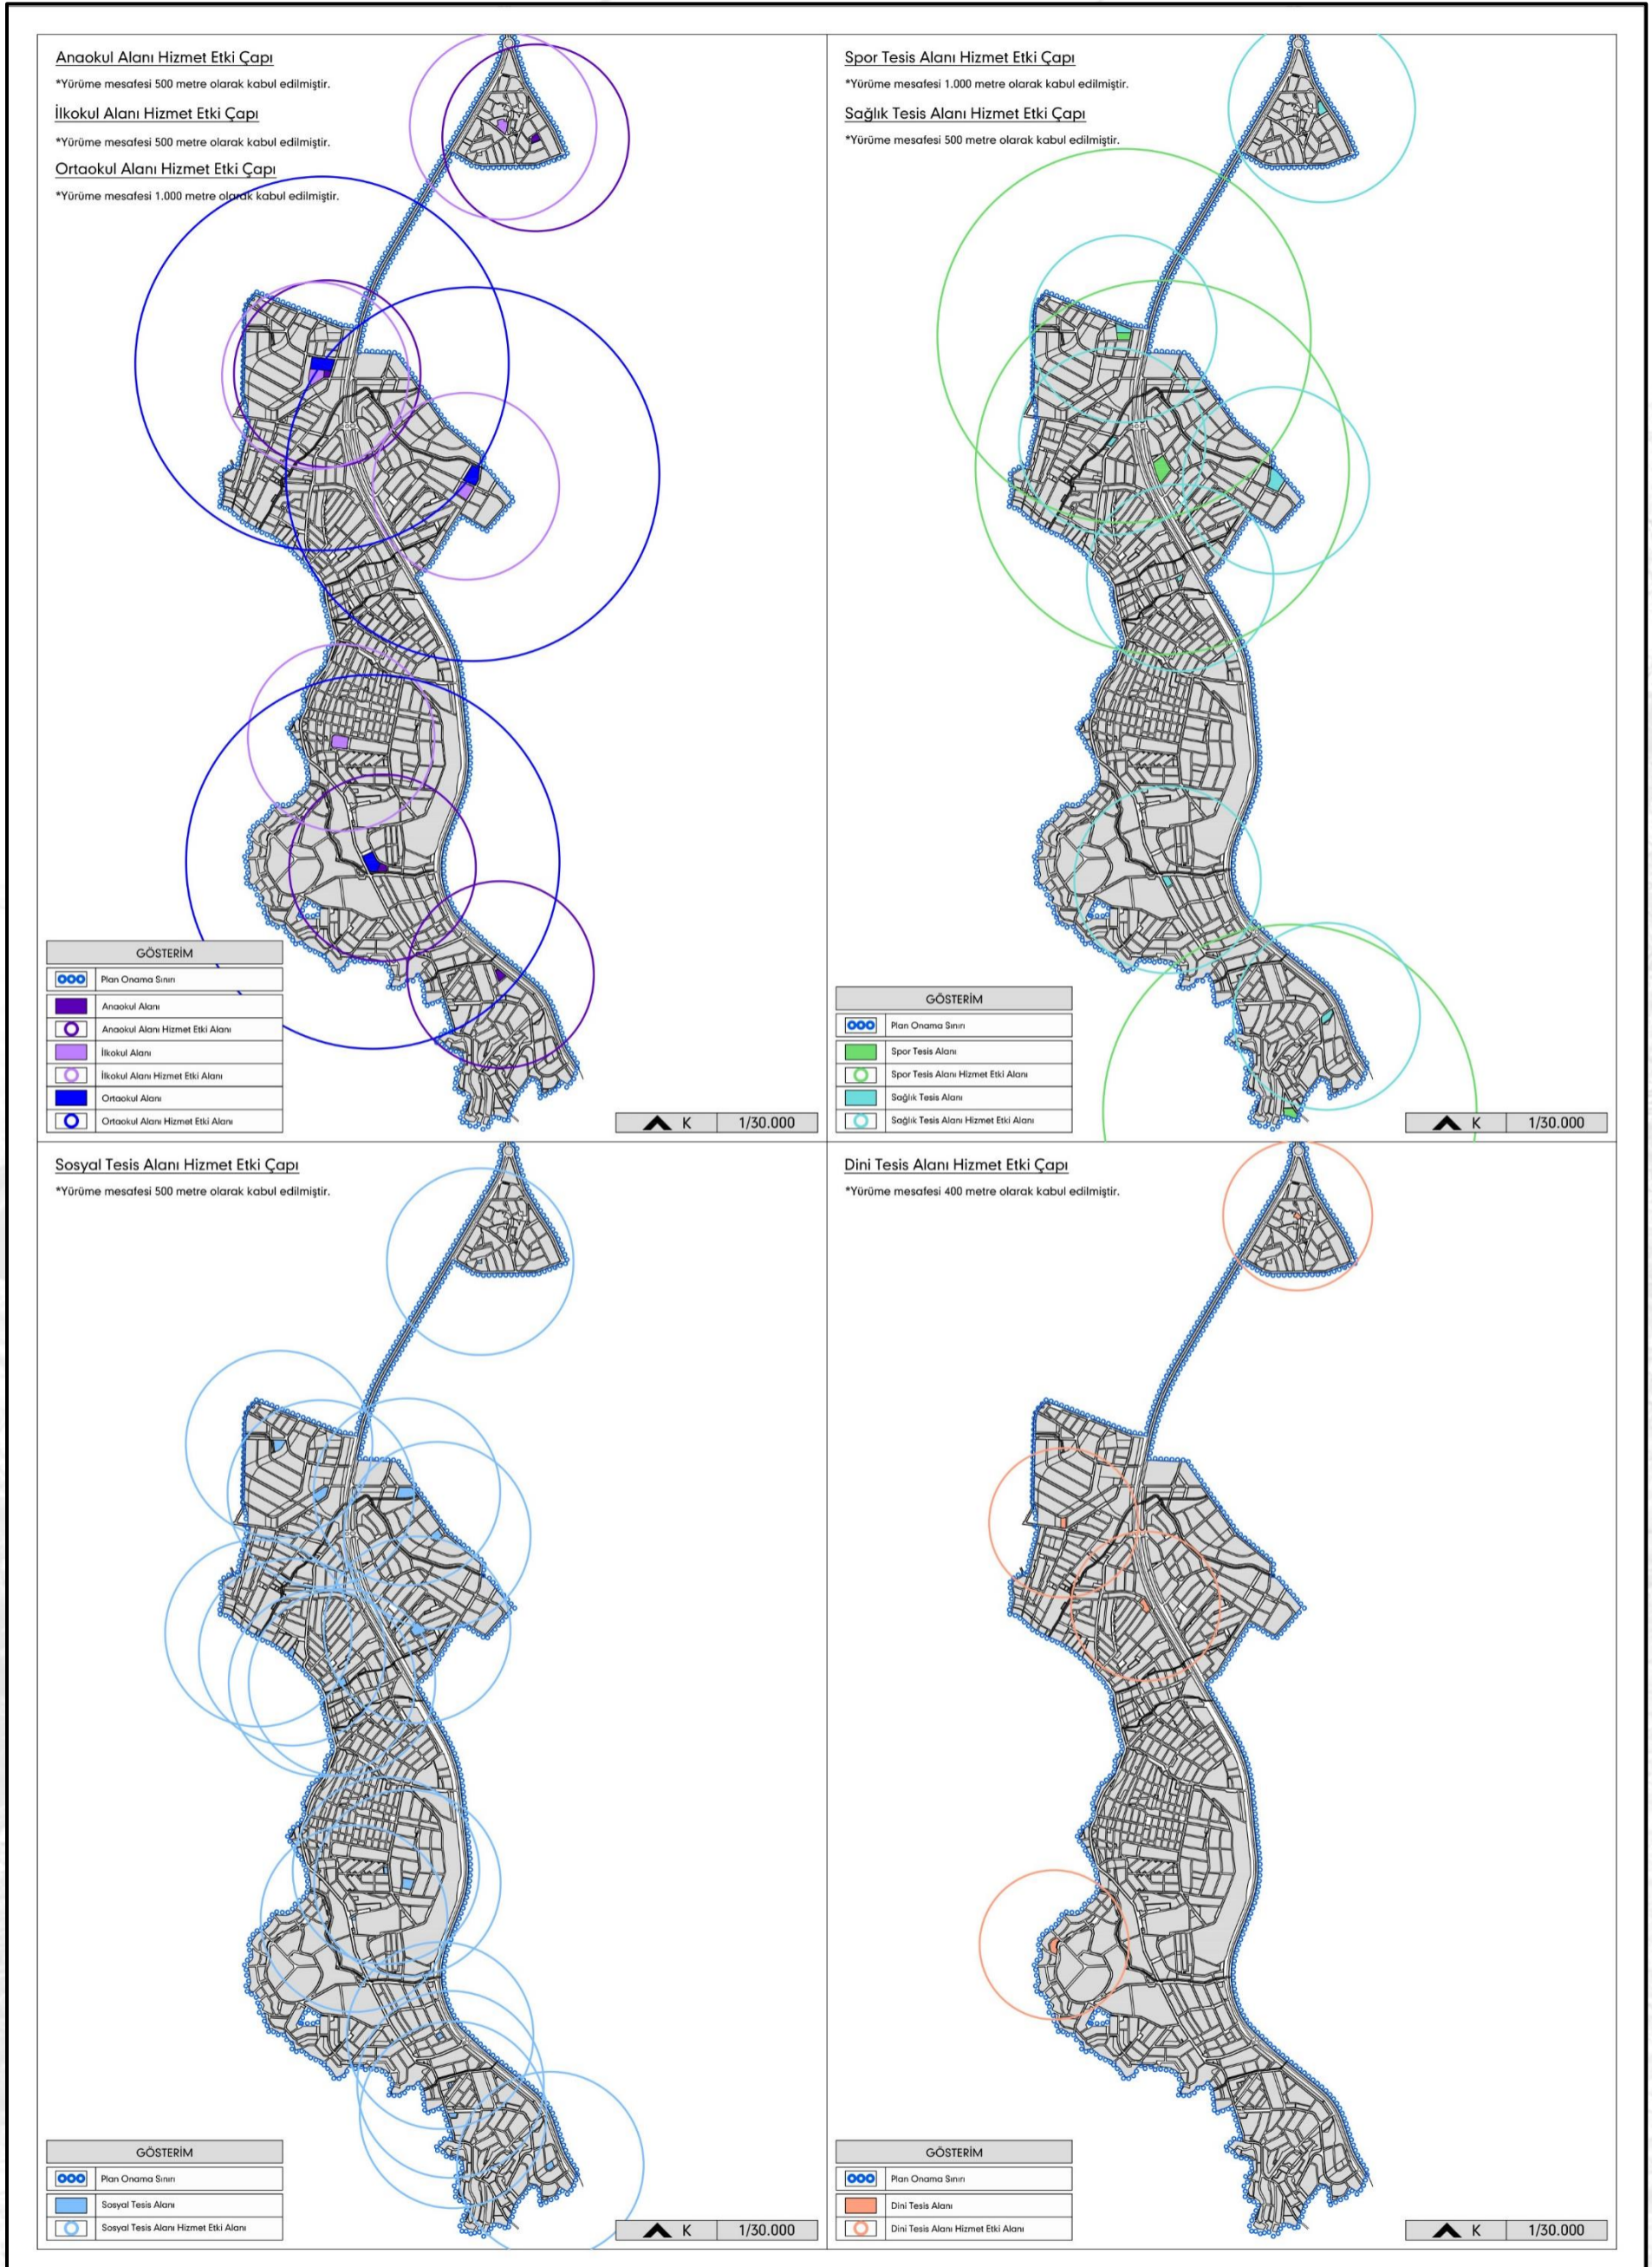 Anaokul Alanı Hizmet Etki Çapı
*Yürüme mesafesi 500 metre olarak kabul edilmiştir.
İlkokul Alanı Hizmet Etki Çapı
*Yürüme mesafesi 500 metre olarak kabul edilmiştir.
Ortaokul Alanı Hizmet Etki Çapı
*Yürüme mesafesi 1.000 metre olarak kabul edilmiştir.
GÖSTERİM
Plan Onama Sınırı
Anaokul Alanı
Anaokul Alanı Hizmet Etki Alanı
İlkokul Alanı
İlkokul Alanı Hizmet Etki Alanı
Ortaokul Alanı
Ortaokul Alanı Hizmet Etki Alanı
K 1/30.000
Spor Tesis Alanı Hizmet Etki Çapı
*Yürüme mesafesi 1.000 metre olarak kabul edilmiştir.
Sağlık Tesis Alanı Hizmet Etki Çapı
*Yürüme mesafesi 500 metre olarak kabul edilmiştir.
GÖSTERİM
Plan Onama Sınırı
Spor Tesis Alanı
Spor Tesis Alanı Hizmet Etki Alanı
Sağlık Tesis Alanı
Sağlık Tesis Alanı Hizmet Etki Alanı
K 1/30.000
Sosyal Tesis Alanı Hizmet Etki Çapı
*Yürüme mesafesi 500 metre olarak kabul edilmiştir.
GÖSTERİM
Plan Onama Sınırı
Sosyal Tesis Alanı
Sosyal Tesis Alanı Hizmet Etki Alanı
K 1/30.000
Dini Tesis Alanı Hizmet Etki Çapı
*Yürüme mesafesi 400 metre olarak kabul edilmiştir.
GÖSTERİM
Plan Onama Sınırı
Dini Tesis Alanı
Dini Tesis Alanı Hizmet Etki Alanı
K 1/30.000